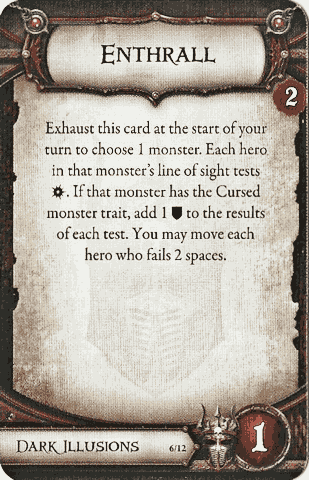 ENTHRALL
2
Exhaust this card at the start of your
turn to choose 1 monster. Each hero
in that monster's line of sight tests
. If that monster has the Cursed
monster trait, add 1 to the results
of each test. You may move each
hero who fails 2 spaces.
DARK ILLUSIONS 6/12
1